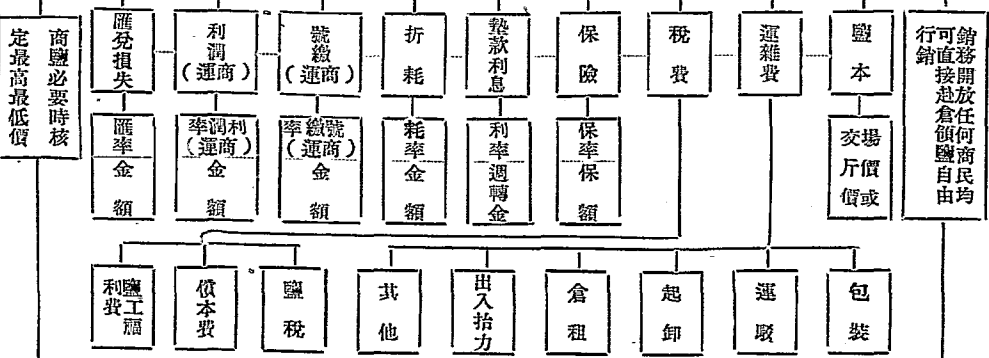 銷務開放任何商民均
可直接赴倉領鹽自由
行銷
鹽本
運雜費
稅費
保險
墊款利息
折耗
號繳
(運商)
利潤
(運商)
匯兌損失
商鹽必要時核
定最高最低價
場價或
交斤價
保率
保額
利率
週轉金
耗率
金額
號繳率
(運商)
金額
利潤率
(運商)
金額
匯率
金額
包裝
運駁
起卸
倉租
出入抬力
其他
鹽稅
償本費
鹽工福
利費